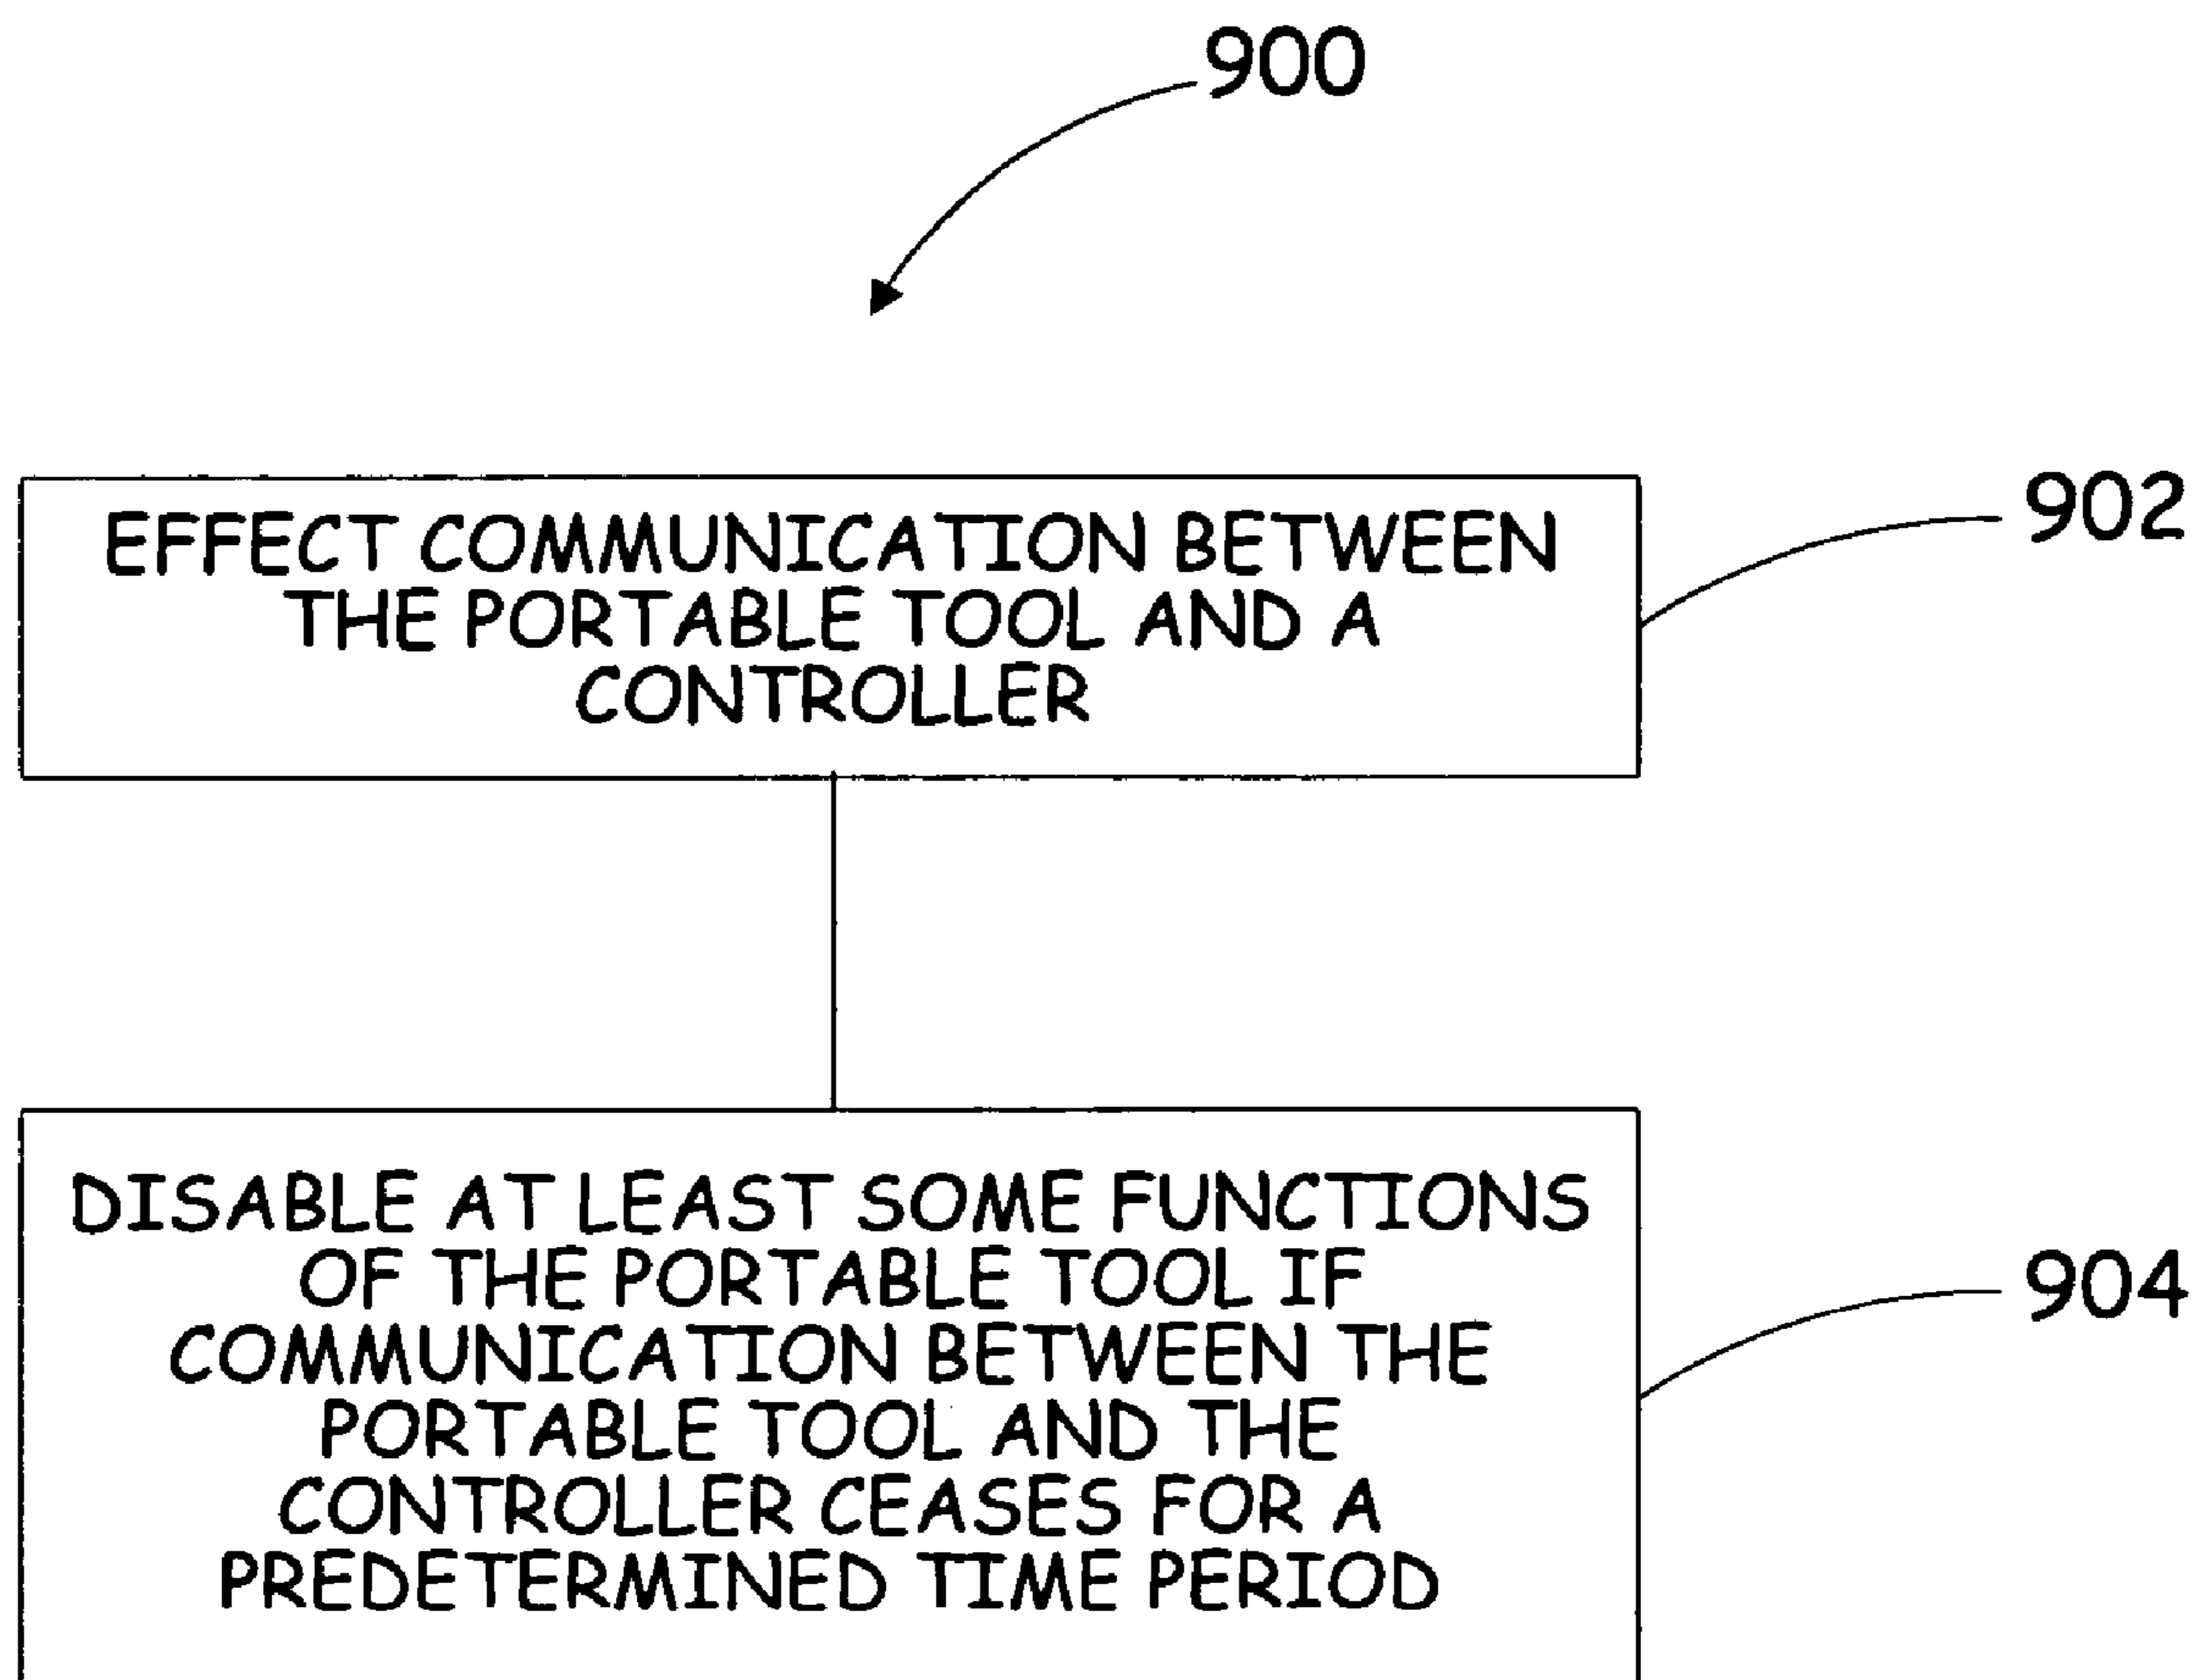 900
902
EFFECT COMMUNICATION BETWEEN
THE PORTABLE TOOL AND A
CONTROLLER
DISABLE AT LEAST SOME FUNCTIONS
OF THE PORTABLE TOOL IF
904
COMMUNICATION BETWEEN THE
PORTABLE TOOL AND THE
CONTROLLER CEASES FOR A
PREDETERMINED TIME PERIOD